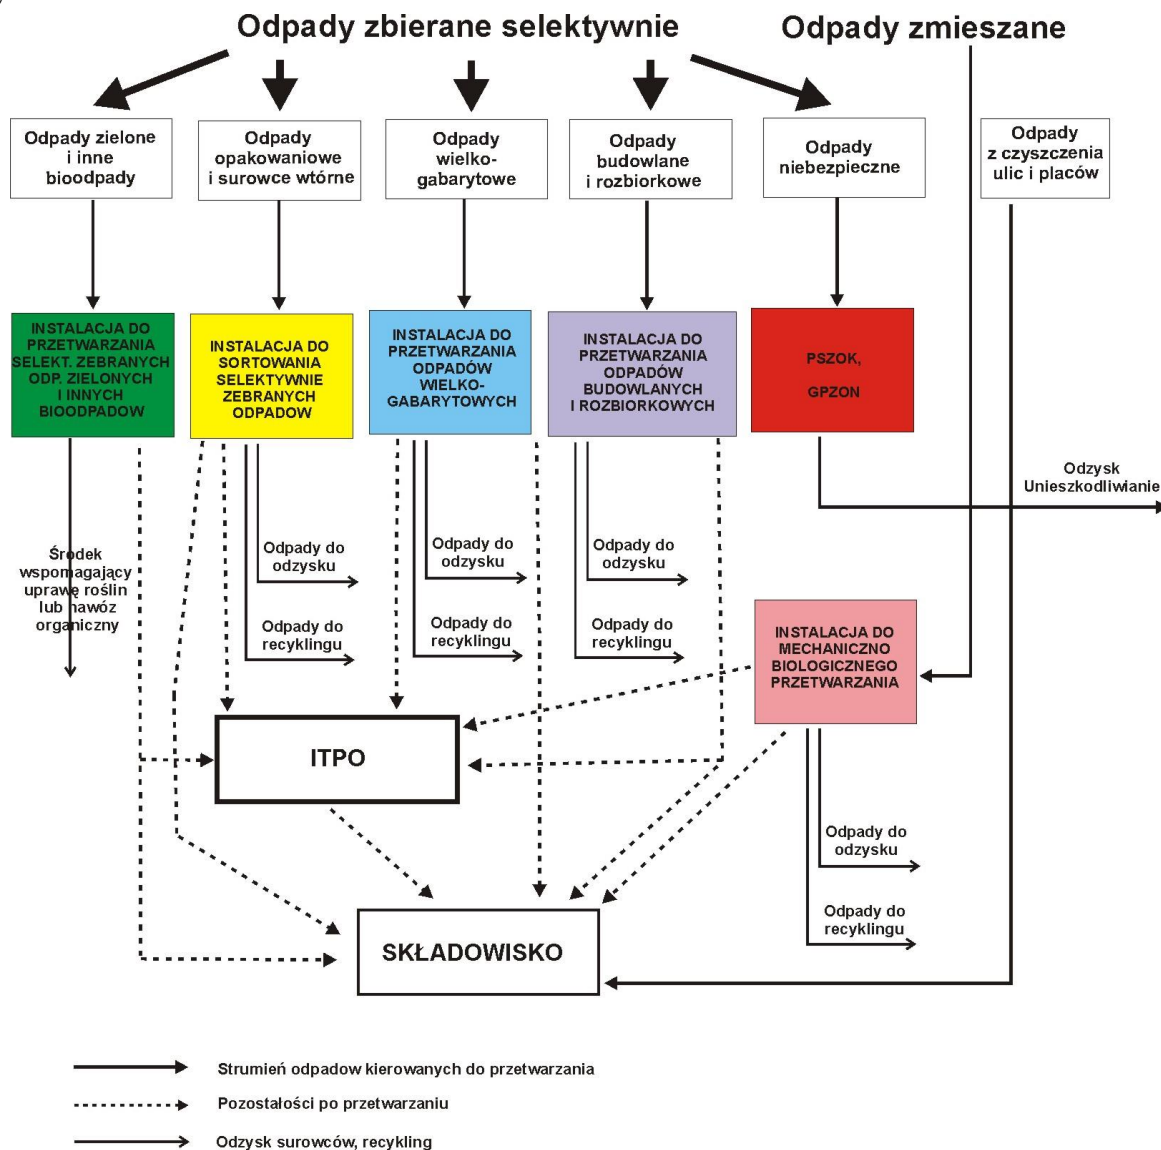 Odpady zbierane selektywnie
Odpady zmieszane
Odpady zielone
i inne
bioodpady
Odpady
opakowaniowe
i surowce wtórne
Odpady
wielko-
gabarytowe
Odpady
budowlane
i rozbiorkowe
Odpady
niebezpieczne
Odpady
z czyszczenia
ulic i placów
INSTALACJA DO
PRZETWARZANIA
SELEKT. ZEBRANYCH
ODP. ZIELONYCH
I INNYCH
BIOODPADOW
INSTALACJA DO
SORTOWANIA
SELEKTYWNIE
ZEBRANYCH
ODPADOW
INSTALACJA DO
PRZETWARZANIA
ODPADÓW
WIELKO-
GABARYTOWYCH
INSTALACJA DO
PRZETWARZANIA
ODPADÓW
BUDOWLANYCH
I ROZBIORKOWYCH
PSZOK,
GPZON
Odzysk
Unieszkodliwianie
Środek
wspomagający
uprawę roślin
lub nawóz
organiczny
Odpady do
odzysku
Odpady do
recyklingu
Odpady do
odzysku
Odpady do
recyklingu
Odpady do
odzysku
Odpady do
recyklingu
INSTALACJA DO
MECHANICZNO
BIOLOGICZNEGO
PRZETWARZANIA
ITPO
Odpady do
odzysku
Odpady do
recyklingu
SKŁADOWISKO
Strumień odpadow kierowanych do przetwarzania
Pozostałości po przetwarzaniu
Odzysk surowców, recykling